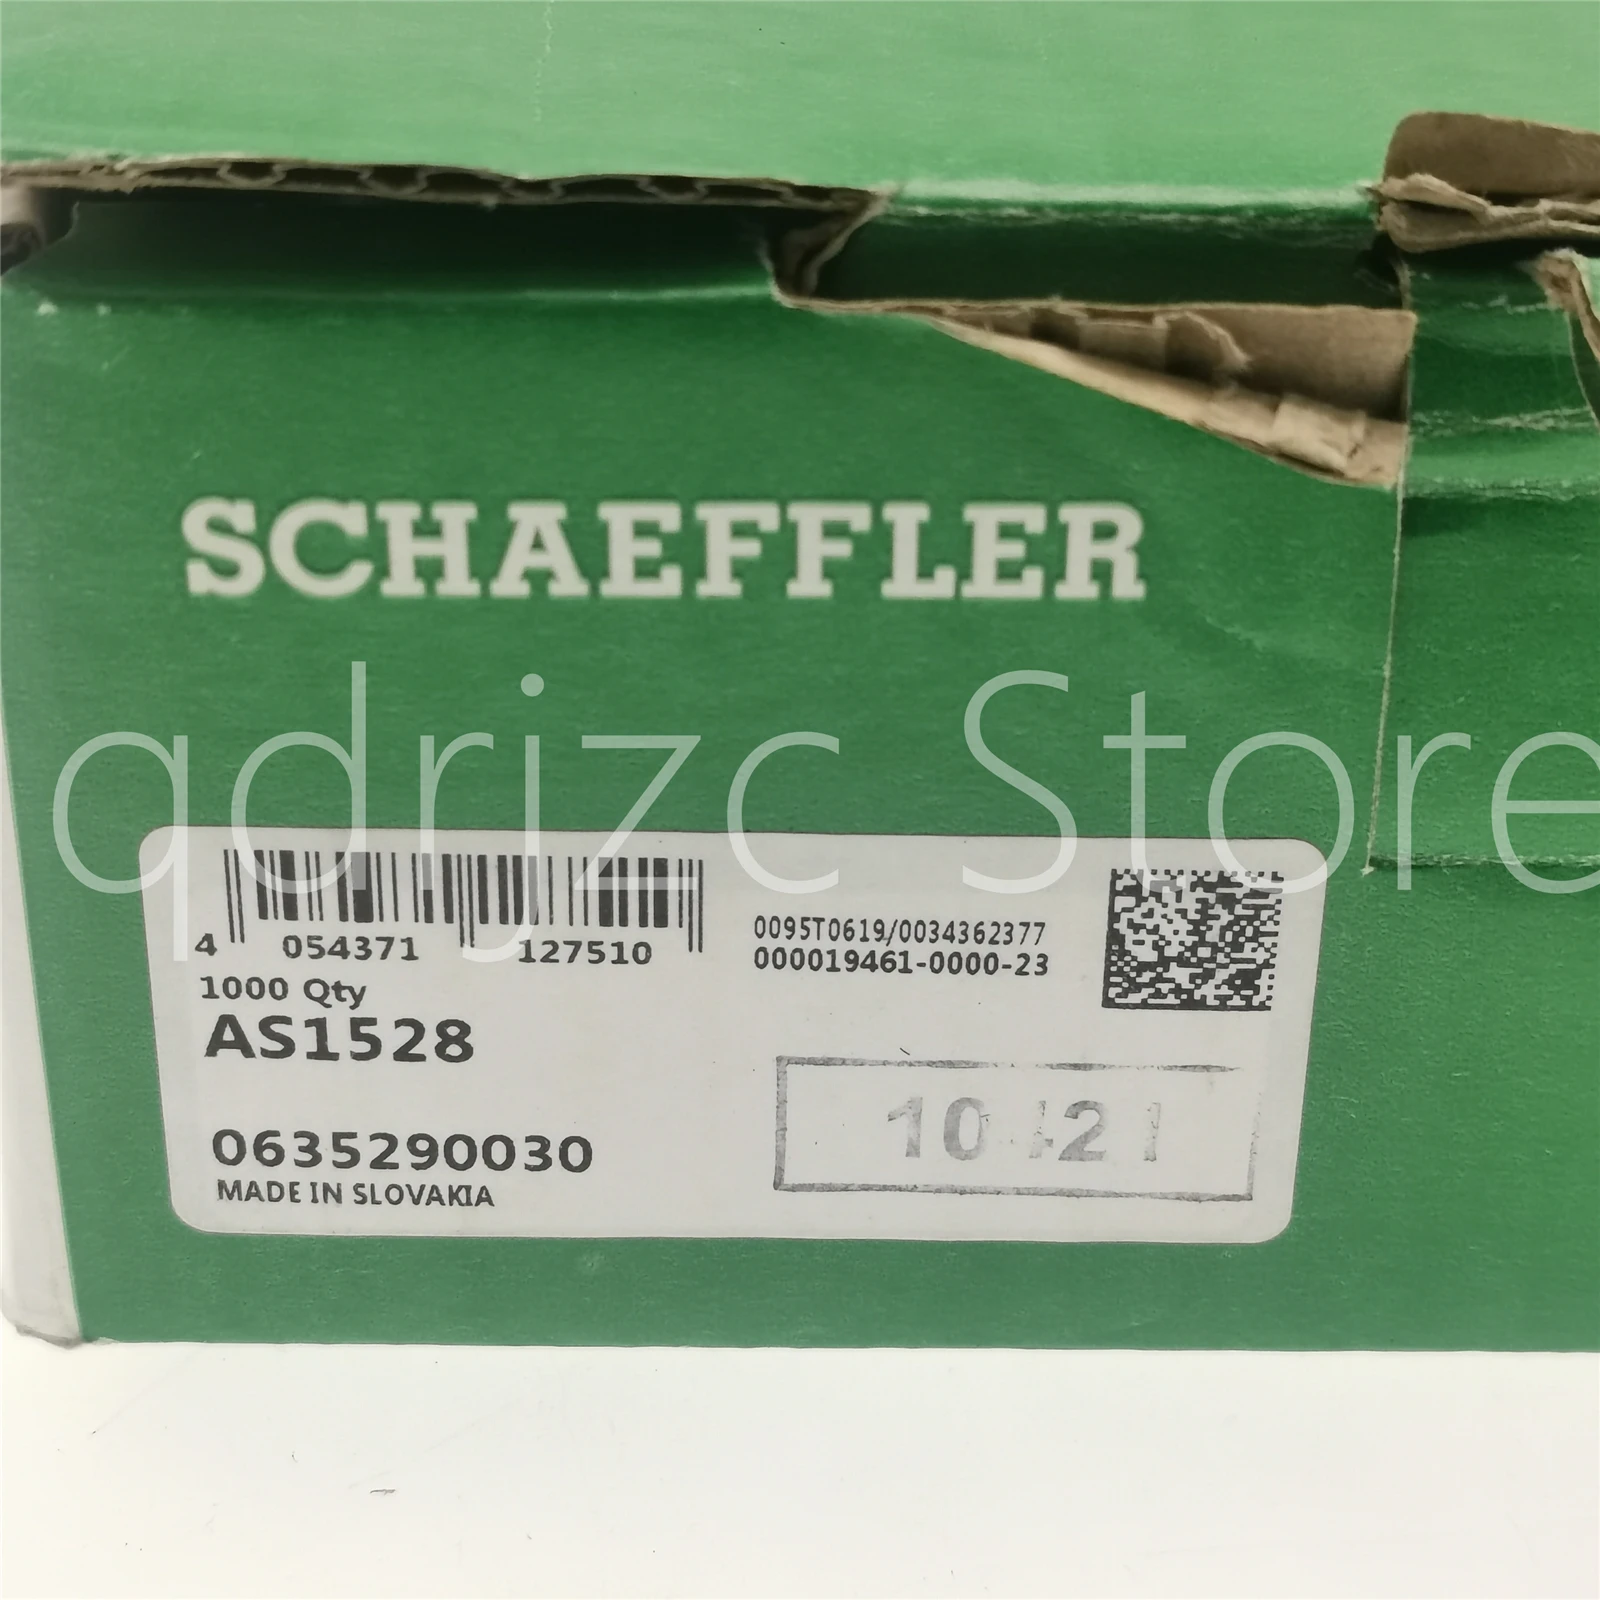 SCHAEFFLER
qdrjzc Store
4 054371 127510
0095T0619/0034362377
000019461-0000-23
1000 Qty
AS1528
0635290030
MADE IN SLOVAKIA